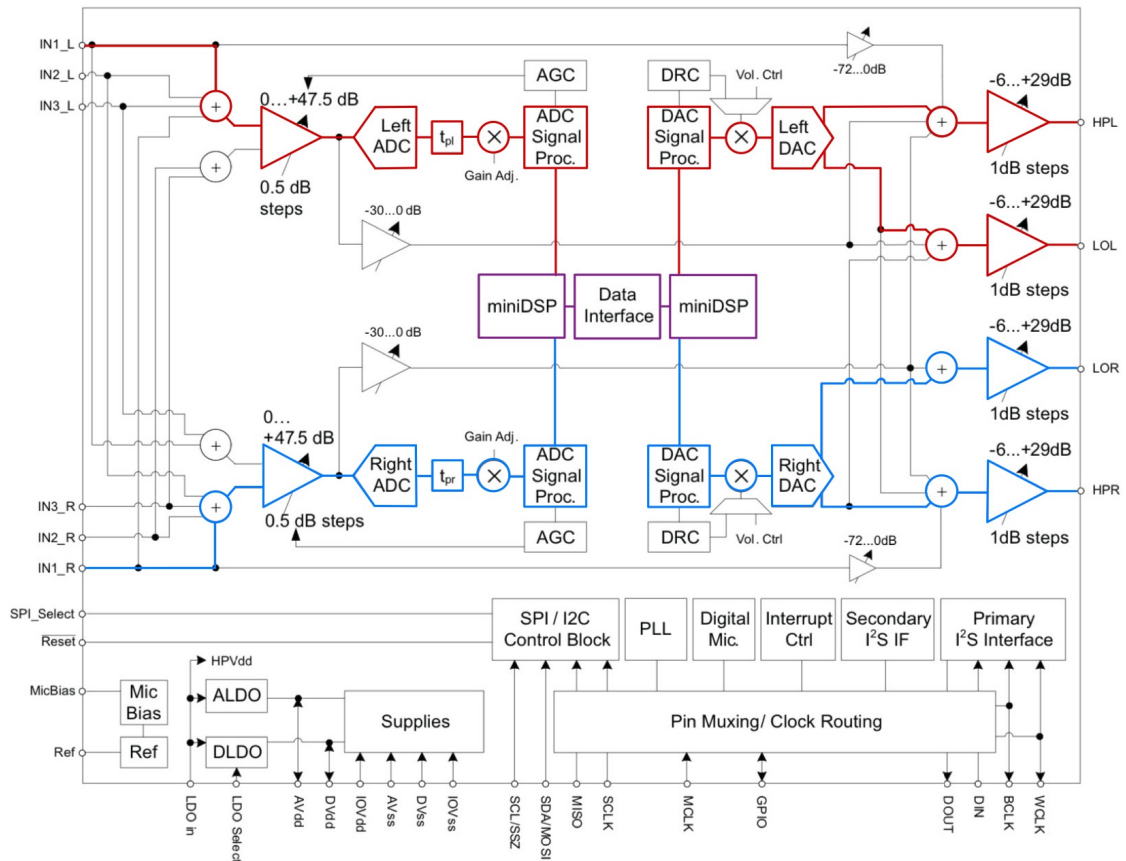 IN1_L
IN2_L
IN3_L
0…+47.5 dB
0.5 dB
steps
Left
ADC
tpl
Gain Adj.
AGC
ADC
Signal
Proc.
DRC
Vol. Ctrl
DAC
Signal
Proc.
Left
DAC
-72...0dB
-6…+29dB
HPL
1dB steps
-30...0 dB
-6…+29dB
LOL
1dB steps
miniDSP
Data
Interface
miniDSP
-30...0 dB
-6…+29dB
LOR
1dB steps
0…
+47.5 dB
0.5 dB steps
Right
ADC
tpr
Gain Adj.
ADC
Signal
Proc.
AGC
DAC
Signal
Proc.
DRC
Vol. Ctrl
Right
DAC
-72...0dB
-6…+29dB
HPR
1dB steps
IN3_R
IN2_R
IN1_R
SPI_Select
Reset
SPI / I2C
Control Block
PLL
Digital
Mic.
Interrupt
Ctrl
Secondary
I²S IF
Primary
I²S Interface
HPVdd
MicBias
Mic
Bias
Ref
Ref
ALDO
DLDO
Supplies
Pin Muxing/ Clock Routing
LDO in
LDO Select
AVdd
DVdd
IOVdd
AVss
DVss
IOVss
SCL/SSZ
SDA/MOSI
MISO
SCLK
MCLK
GPIO
DOUT
DIN
BCLK
WCLK